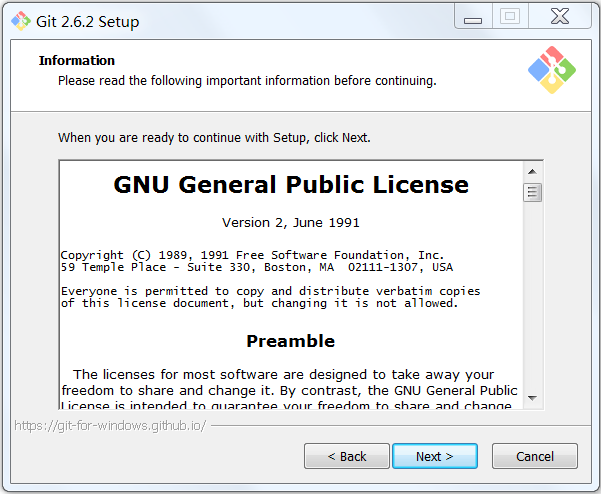 Git 2.6.2 Setup
Information
Please read the following important information before continuing.
When you are ready to continue with Setup, click Next.
GNU General Public License
Version 2, June 1991
Copyright (C) 1989, 1991 Free Software Foundation, Inc.
59 Temple Place - Suite 330, Boston, MA  02111-1307, USA
Everyone is permitted to copy and distribute verbatim copies
of this license document, but changing it is not allowed.
Preamble
The licenses for most software are designed to take away your
freedom to share and change it. By contrast, the GNU General Public
License is intended to guarantee your freedom to share and change
https://git-for-windows.github.io/
< Back
Next >
Cancel